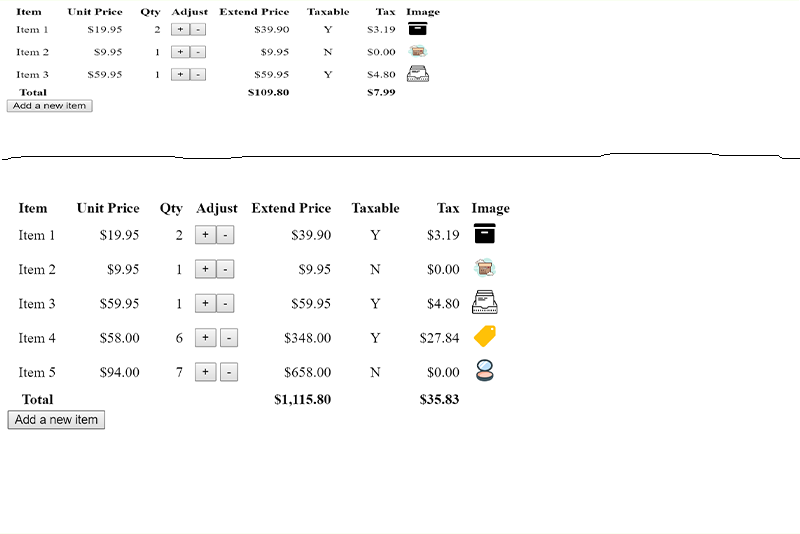 Item Unit Price Qty Adjust Extend Price Taxable Tax Image
Item 1 $19.95 2 + - $39.90 Y $3.19
Item 2 $9.95 1 + - $9.95 N $0.00
Item 3 $59.95 1 + - $59.95 Y $4.80
Total $109.80 $7.99
Add a new item
Item Unit Price Qty Adjust Extend Price Taxable Tax Image
Item 1 $19.95 2 + - $39.90 Y $3.19
Item 2 $9.95 1 + - $9.95 N $0.00
Item 3 $59.95 1 + - $59.95 Y $4.80
Item 4 $58.00 6 + - $348.00 Y $27.84
Item 5 $94.00 7 + - $658.00 N $0.00
Total $1,115.80 $35.83
Add a new item